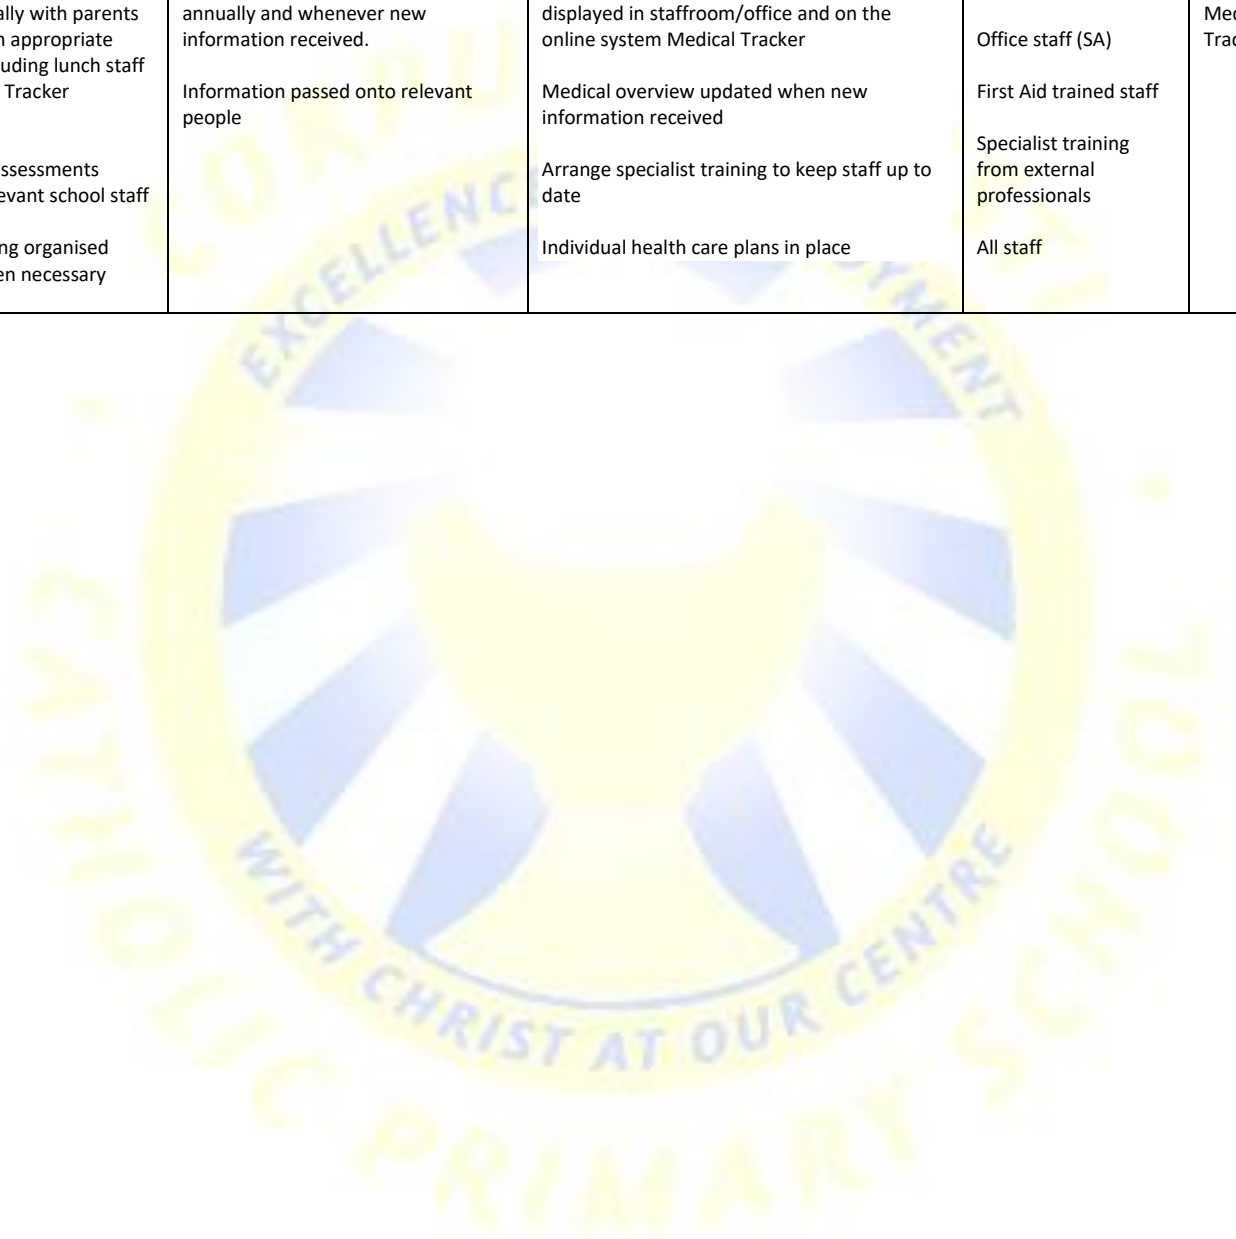 ally with parents
n appropriate
uding lunch staff
Tracker
ssessments
evant school staff
ng organised
en necessary
annually and whenever new
information received.
Information passed onto relevant
people
displayed in staffroom/office and on the
online system Medical Tracker
Medical overview updated when new
information received
Arrange specialist training to keep staff up to
date
Individual health care plans in place
Office staff (SA)
First Aid trained staff
Specialist training
from external
professionals
All staff
Med
Trac
EXCELLENCE
YMENT
WITH CHRIST AT OUR CENTRE
CATHOLIC PRIMARY SCHOOL